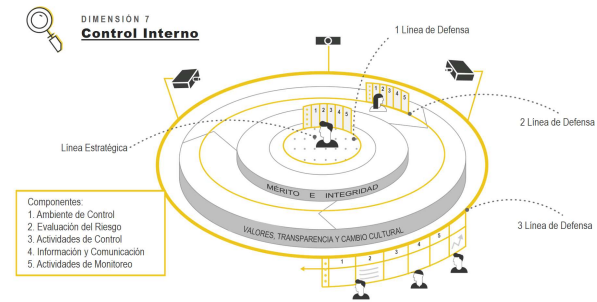 DIMENSIÓN 7
Control Interno
1 Línea de Defensa
1 2 3 4 5
1 2 3 4 5
2 Línea de Defensa
Línea Estratégica
MÉRITO E INTEGRIDAD
VALORES, TRANSPARENCIA Y CAMBIO CULTURAL
3 Linea de Defensa
Componentes:
1. Ambiente de Control
2. Evaluación del Riesgo
3. Actividades de Control
4. Información y Comunicación
5. Actividades de Monitoreo
1 2 3 4 5